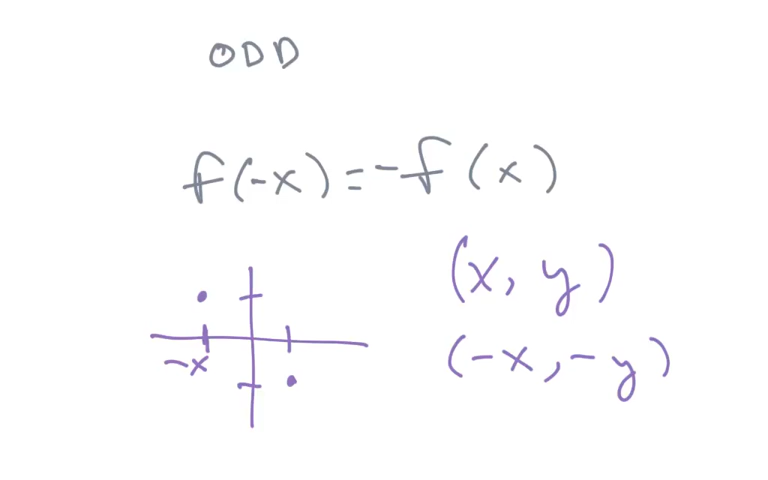 ODD
f(-x)=-f(x)
(x, y)
(-x,-y)
-x